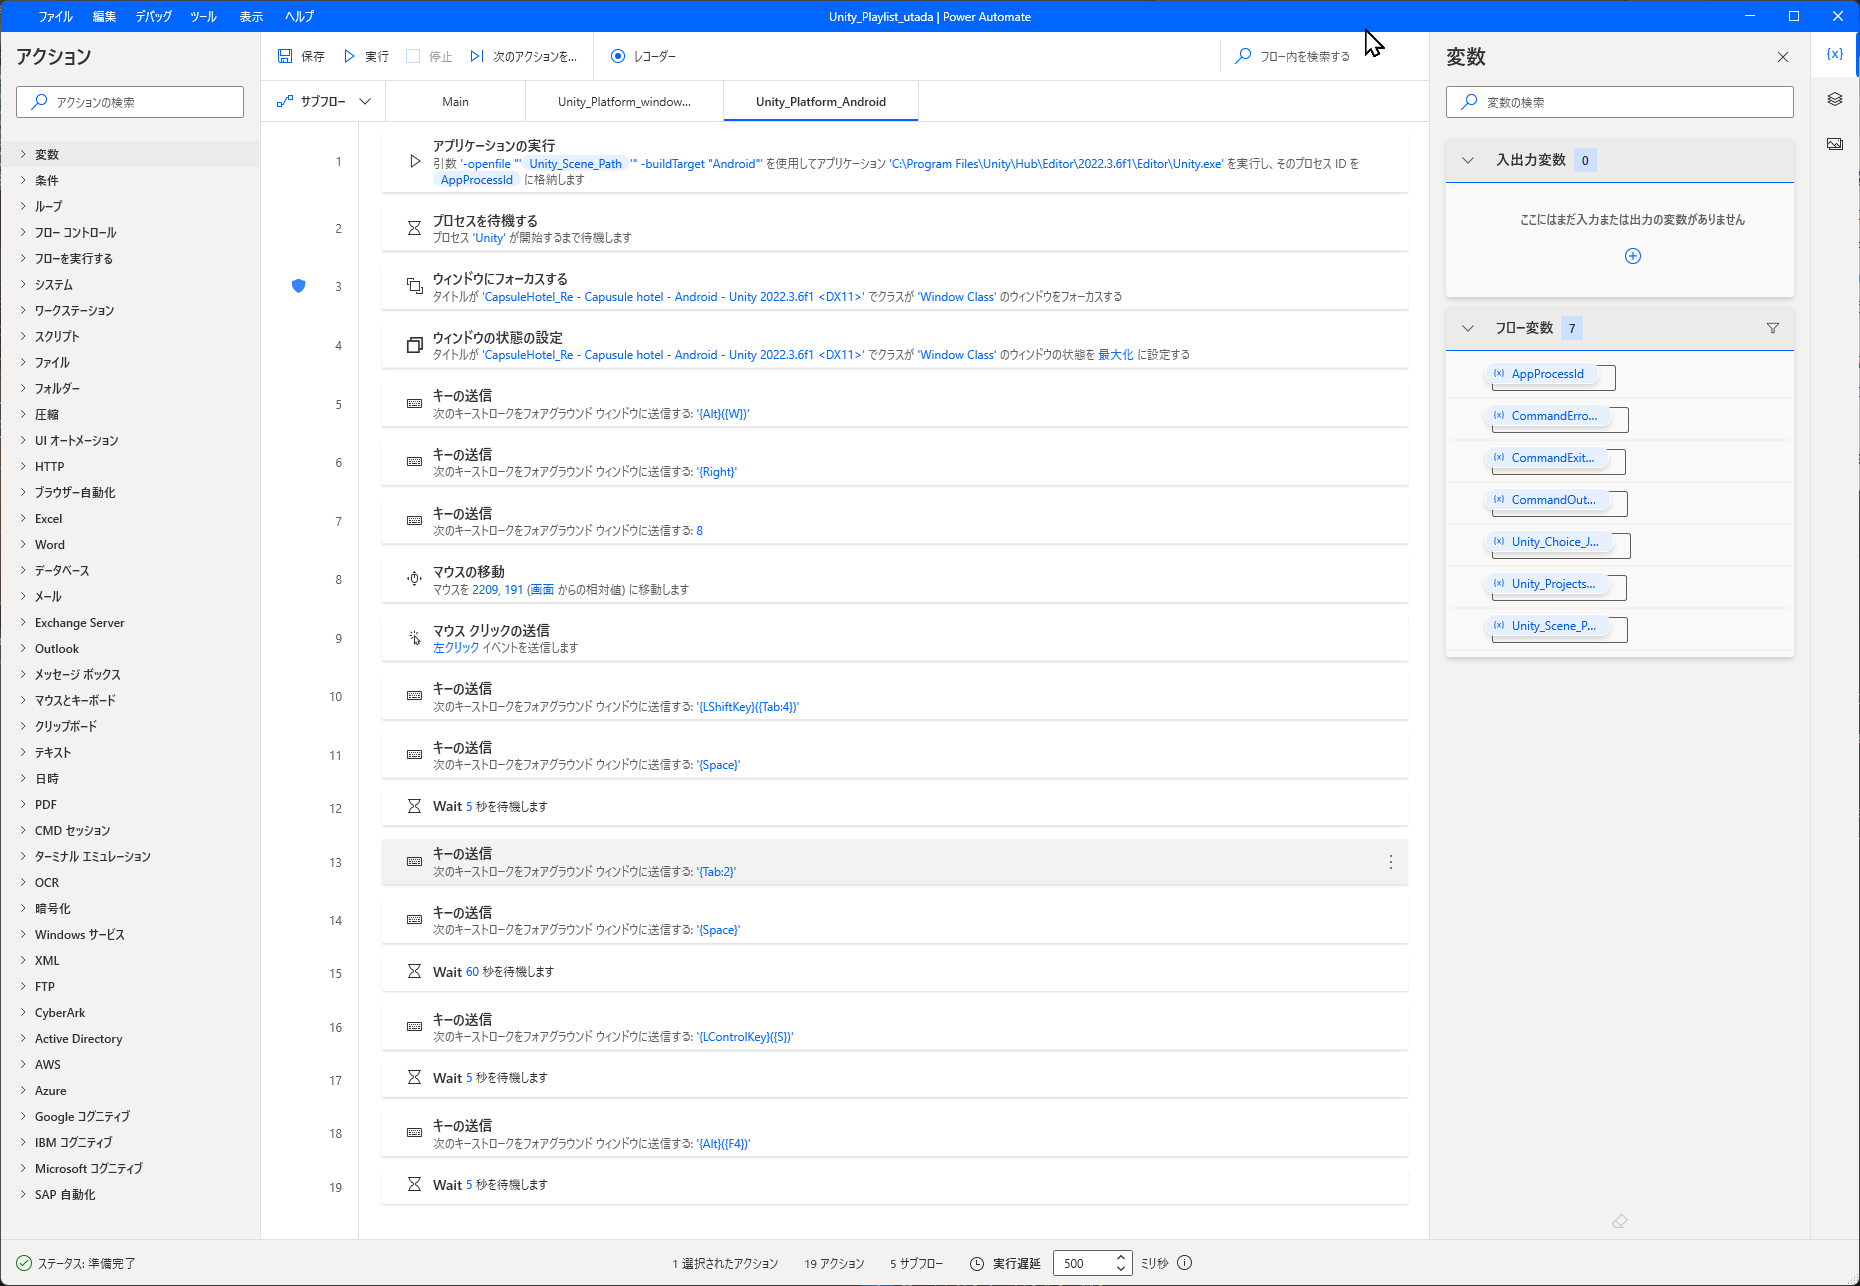 ファイル 編集 デバッグ ツール 表示 ヘルプ
Unity_Playlist_utada | Power Automate
アクション
アクションの検索
変数
条件
ループ
フロー コントロール
フローを実行する
システム
ワークステーション
スクリプト
ファイル
フォルダー
圧縮
UI オートメーション
HTTP
ブラウザー自動化
Excel
Word
データベース
メール
Exchange Server
Outlook
メッセージ ボックス
マウスとキーボード
クリップボード
テキスト
日時
PDF
CMD セッション
ターミナル エミュレーション
OCR
暗号化
Windows サービス
XML
FTP
CyberArk
Active Directory
AWS
Azure
Google コグニティブ
IBM コグニティブ
Microsoft コグニティブ
SAP 自動化
保存 実行 停止 次のアクションを... レコーダー
フロー内を検索する
サブフロー Main Unity_Platform_window... Unity_Platform_Android
1 アプリケーションの実行
引数 '-openfile "' Unity_Scene_Path '" -buildTarget "Android"' を使用してアプリケーション 'C:\Program Files\Unity\Hub\Editor\2022.3.6f1\Editor\Unity.exe' を実行し、そのプロセス ID を
AppProcessId に格納します
2 プロセスを待機する
プロセス 'Unity' が開始するまで待機します
3 ウィンドウにフォーカスする
タイトルが 'CapsuleHotel_Re - Capusule hotel - Android - Unity 2022.3.6f1 <DX11>' でクラスが 'Window Class' のウィンドウをフォーカスする
4 ウィンドウの状態の設定
タイトルが 'CapsuleHotel_Re - Capusule hotel - Android - Unity 2022.3.6f1 <DX11>' でクラスが 'Window Class' のウィンドウの状態を 最大化 に設定する
5 キーの送信
次のキーストロークをフォアグラウンド ウィンドウに送信する: '{Alt}({W})'
6 キーの送信
次のキーストロークをフォアグラウンド ウィンドウに送信する: '{Right}'
7 キーの送信
次のキーストロークをフォアグラウンド ウィンドウに送信する: 8
8 マウスの移動
マウスを 2209, 191 (画面 からの相対値) に移動します
9 マウス クリックの送信
左クリック イベントを送信します
10 キーの送信
次のキーストロークをフォアグラウンド ウィンドウに送信する: '{LShiftKey}({Tab:4})'
11 キーの送信
次のキーストロークをフォアグラウンド ウィンドウに送信する: '{Space}'
12 Wait 5 秒を待機します
13 キーの送信
次のキーストロークをフォアグラウンド ウィンドウに送信する: '{Tab:2}'
14 キーの送信
次のキーストロークをフォアグラウンド ウィンドウに送信する: '{Space}'
15 Wait 60 秒を待機します
16 キーの送信
次のキーストロークをフォアグラウンド ウィンドウに送信する: '{LControlKey}({S})'
17 Wait 5 秒を待機します
18 キーの送信
次のキーストロークをフォアグラウンド ウィンドウに送信する: '{Alt}({F4})'
19 Wait 5 秒を待機します
変数
{x}
変数の検索
入出力変数 0
ここにはまだ入力または出力の変数がありません
フロー変数 7
(x) AppProcessId
(x) CommandErro...
(x) CommandExit...
(x) CommandOut...
(x) Unity_Choice_J...
(x) Unity_Projects...
(x) Unity_Scene_P...
ステータス: 準備完了
1 選択されたアクション 19 アクション 5 サブフロー 実行遅延 500 ミリ秒